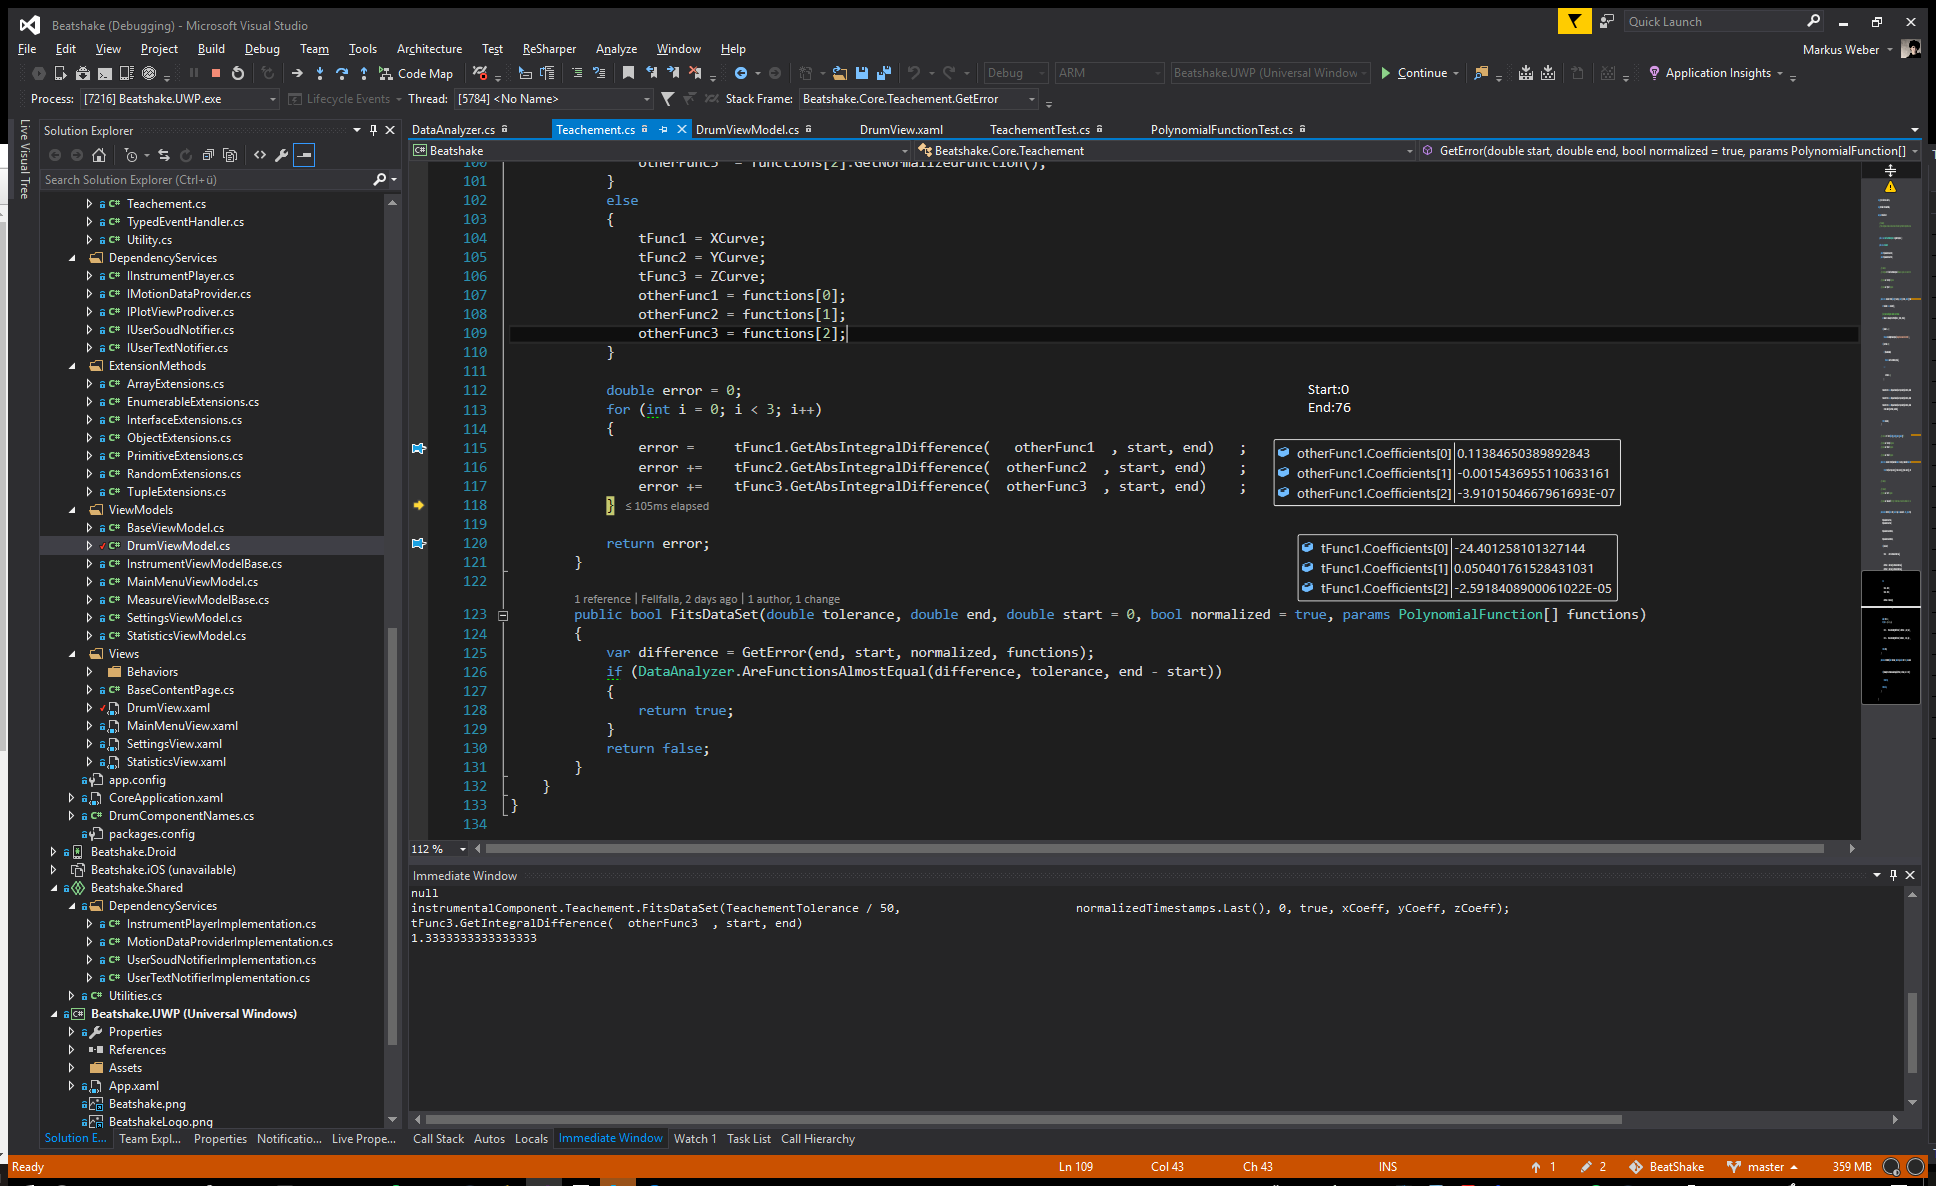 Beatshake (Debugging) - Microsoft Visual Studio
Quick Launch
File Edit View Project Build Debug Team Tools Architecture Test ReSharper Analyze Window Help
Markus Weber
Code Map
Debug
ARM
Beatshake.UWP (Universal Window
Continue
Application Insights
Process: [7216] Beatshake.UWP.exe
Lifecycle Events
Thread: [5784] <No Name>
Stack Frame: Beatshake.Core.Teachement.GetError
Live Visual Tree
Solution Explorer
Search Solution Explorer (Ctrl+ü)
Teachement.cs
TypedEventHandler.cs
Utility.cs
DependencyServices
IInstrumentPlayer.cs
IMotionDataProvider.cs
IPlotViewProdiver.cs
IUserSoudNotifier.cs
IUserTextNotifier.cs
ExtensionMethods
ArrayExtensions.cs
EnumerableExtensions.cs
InterfaceExtensions.cs
ObjectExtensions.cs
PrimitiveExtensions.cs
RandomExtensions.cs
TupleExtensions.cs
ViewModels
BaseViewModel.cs
DrumViewModel.cs
InstrumentViewModelBase.cs
MainMenuViewModel.cs
MeasureViewModelBase.cs
SettingsViewModel.cs
StatisticsViewModel.cs
Views
Behaviors
BaseContentPage.cs
DrumView.xaml
MainMenuView.xaml
SettingsView.xaml
StatisticsView.xaml
app.config
CoreApplication.xaml
DrumComponentNames.cs
packages.config
Beatshake.Droid
Beatshake.iOS (unavailable)
Beatshake.Shared
DependencyServices
InstrumentPlayerImplementation.cs
MotionDataProviderImplementation.cs
UserSoudNotifierImplementation.cs
UserTextNotifierImplementation.cs
Utilities.cs
Beatshake.UWP (Universal Windows)
Properties
References
Assets
App.xaml
Beatshake.png
BeatshakeLogo.png
Solution E... Team Expl... Properties Notificatio... Live Prope...
DataAnalyzer.cs Teachement.cs DrumViewModel.cs DrumView.xaml TeachementTest.cs PolynomialFunctionTest.cs
Beatshake
Beatshake.Core.Teachement
GetError(double start, double end, bool normalized = true, params PolynomialFunction[]
100 otherFunc3 = functions[2].GetNormalizedFunction();
101 }
102 else
103 {
104 tFunc1 = XCurve;
105 tFunc2 = YCurve;
106 tFunc3 = ZCurve;
107 otherFunc1 = functions[0];
108 otherFunc2 = functions[1];
109 otherFunc3 = functions[2];
110 }
111
112 double error = 0;
113 for (int i = 0; i < 3; i++)
114 {
115 error = tFunc1.GetAbsIntegralDifference( otherFunc1 , start, end) ;
116 error += tFunc2.GetAbsIntegralDifference( otherFunc2 , start, end) ;
117 error += tFunc3.GetAbsIntegralDifference( otherFunc3 , start, end) ;
118 } ≤ 105ms elapsed
119
120 return error;
121 }
122
1 reference | Fellfalla, 2 days ago | 1 author, 1 change
123 public bool FitsDataSet(double tolerance, double end, double start = 0, bool normalized = true, params PolynomialFunction[] functions)
124 {
125 var difference = GetError(end, start, normalized, functions);
126 if (DataAnalyzer.AreFunctionsAlmostEqual(difference, tolerance, end - start))
127 {
128 return true;
129 }
130 return false;
131 }
132 }
133 }
134
Start:0
End:76
otherFunc1.Coefficients[0] 0.11384650389892843
otherFunc1.Coefficients[1] -0.0015436955110633161
otherFunc1.Coefficients[2] -3.9101504667961693E-07
tFunc1.Coefficients[0] -24.401258101327144
tFunc1.Coefficients[1] 0.050401761528431031
tFunc1.Coefficients[2] -2.5918408900061022E-05
112 %
Immediate Window
null
instrumentalComponent.Teachement.FitsDataSet(TeachementTolerance / 50, normalizedTimestamps.Last(), 0, true, xCoeff, yCoeff, zCoeff);
tFunc3.GetIntegralDifference( otherFunc3 , start, end)
1.3333333333333333
Call Stack Autos Locals Immediate Window Watch 1 Task List Call Hierarchy
Ready
Ln 109
Col 43
Ch 43
INS
1
2
BeatShake
master
359 MB